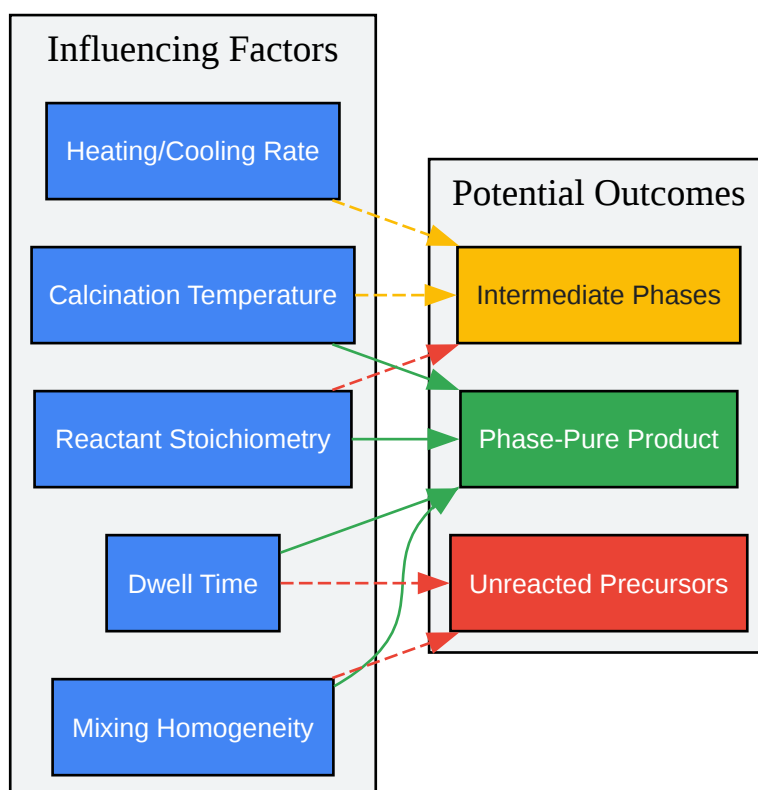 Influencing Factors
Heating/Cooling Rate
Calcination Temperature
Reactant Stoichiometry
Dwell Time
Mixing Homogeneity
Potential Outcomes
Intermediate Phases
Phase-Pure Product
Unreacted Precursors